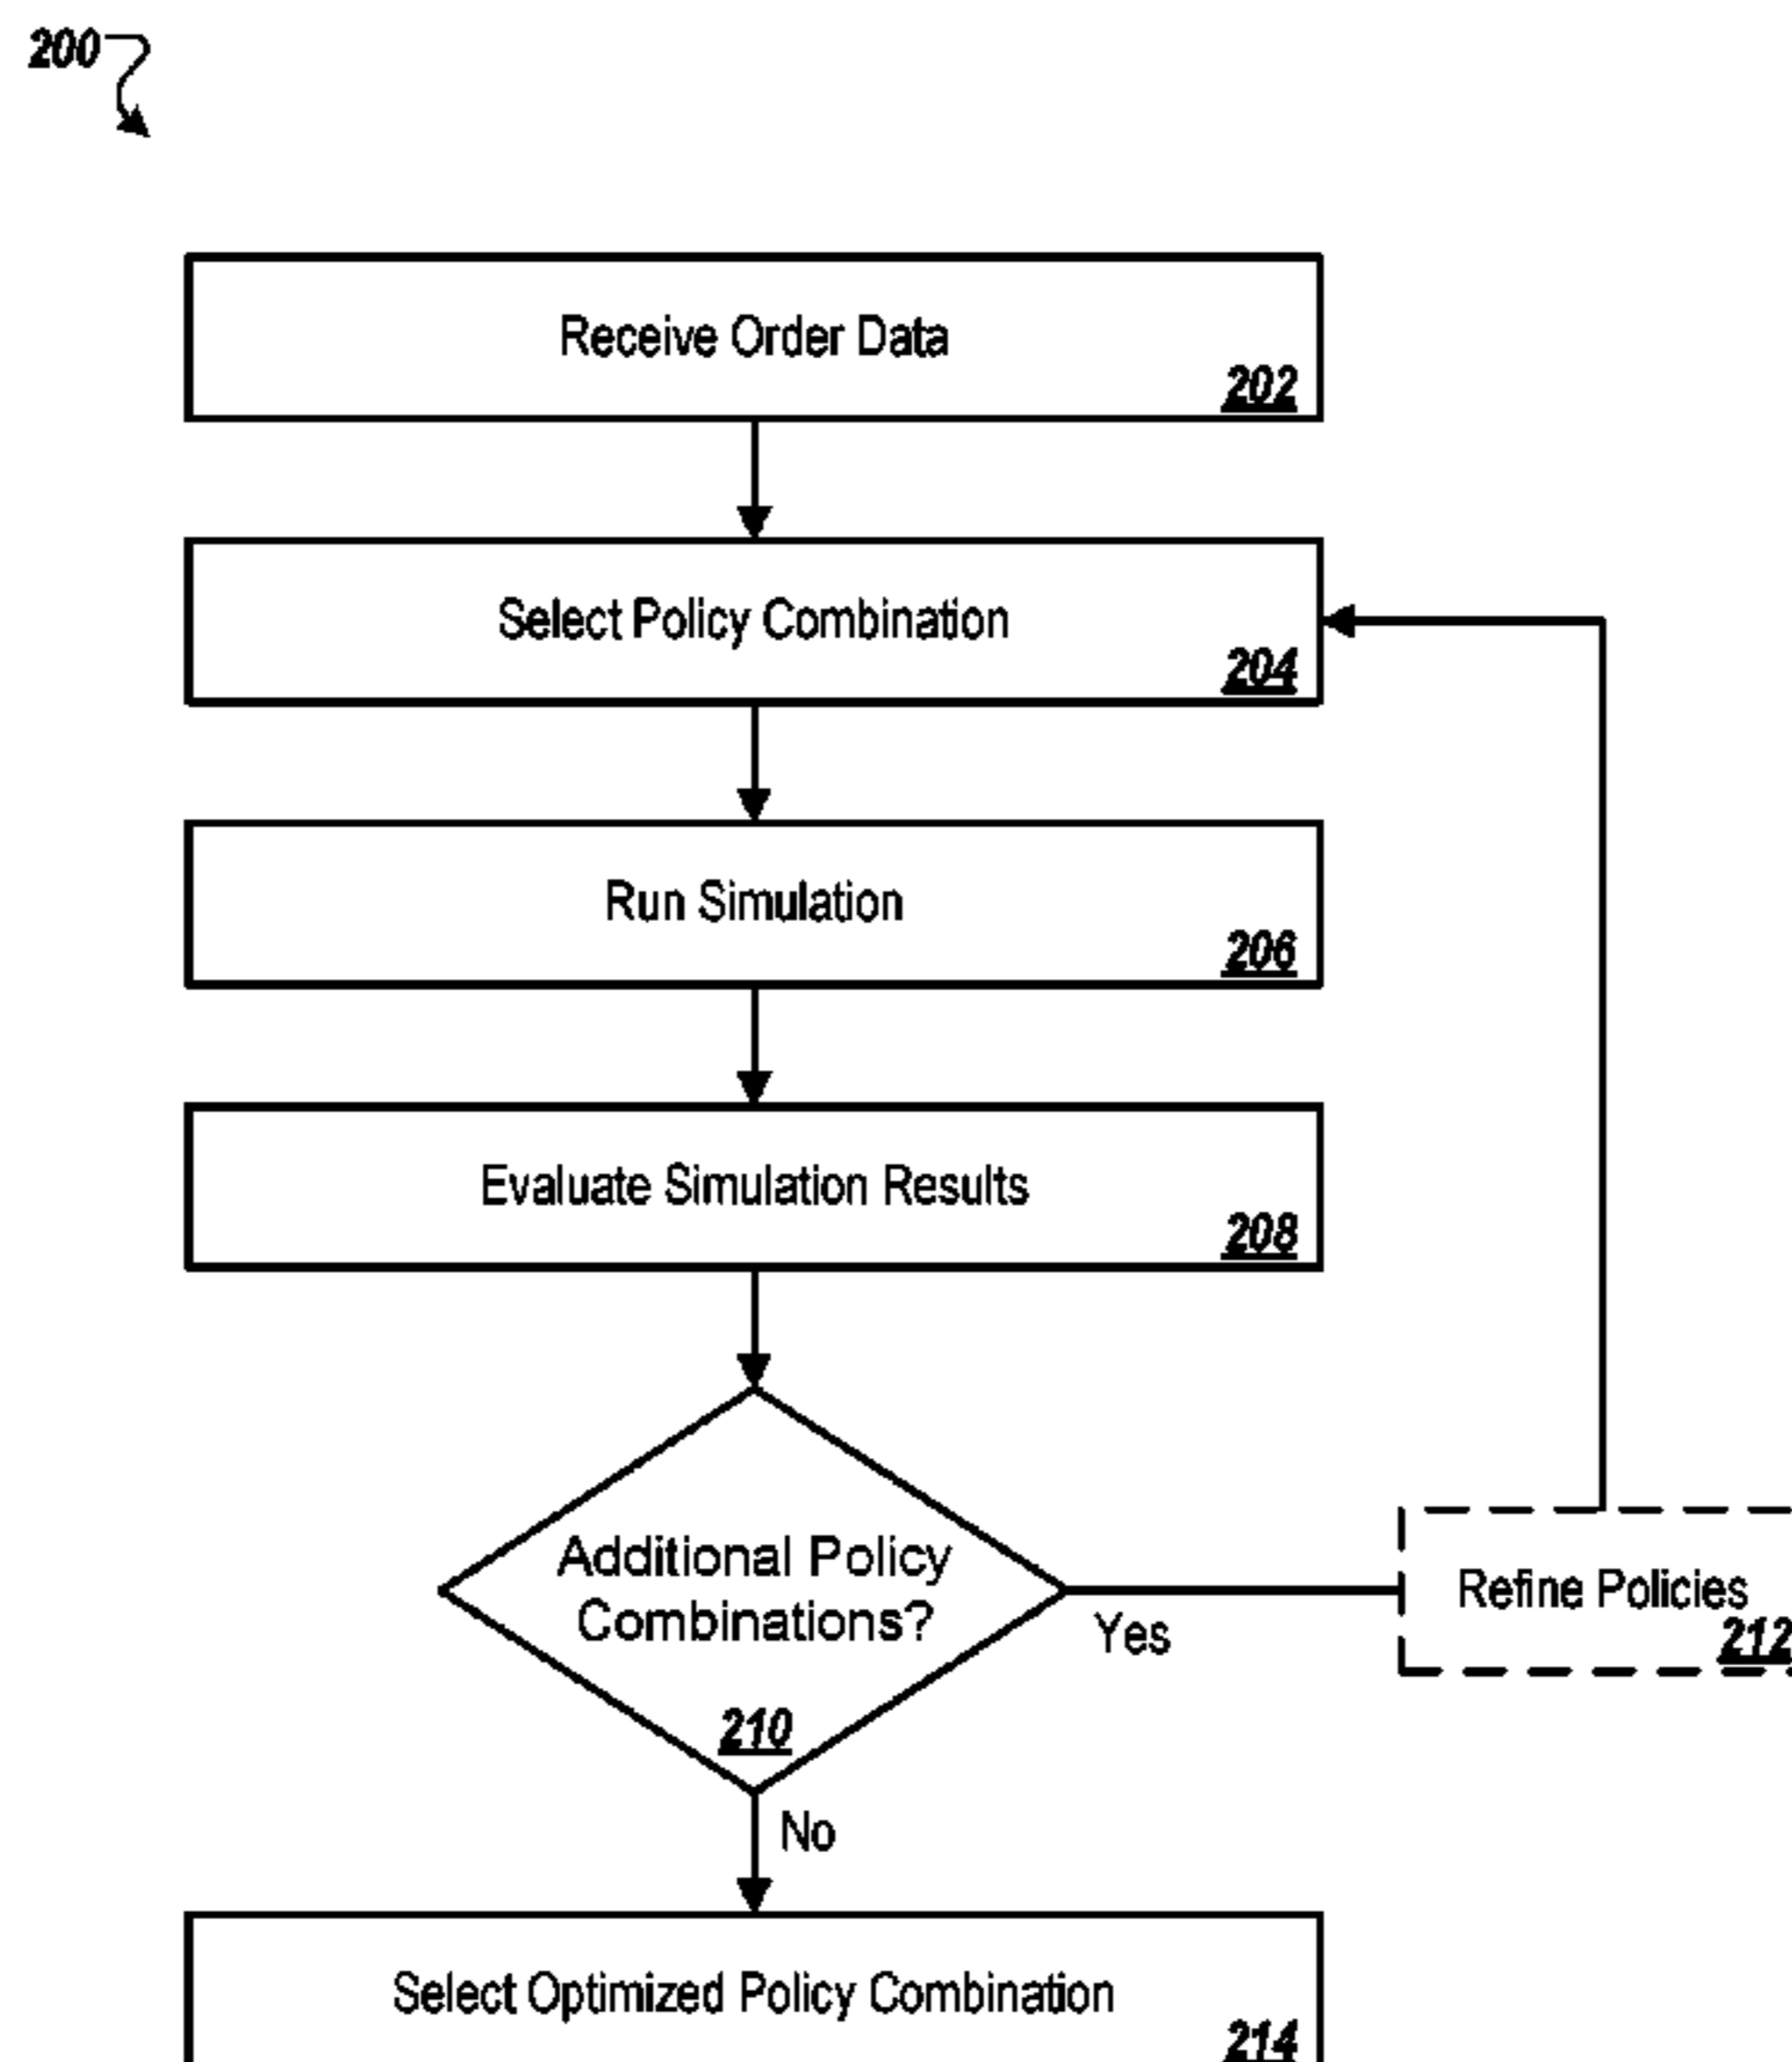 200
Receive Order Data
202
Select Policy Combination
204
Run Simulation
206
Evaluate Simulation Results
208
Additional Policy
Combinations?
210
Yes
Refine Policies
212
No
Select Optimized Policy Combination
214